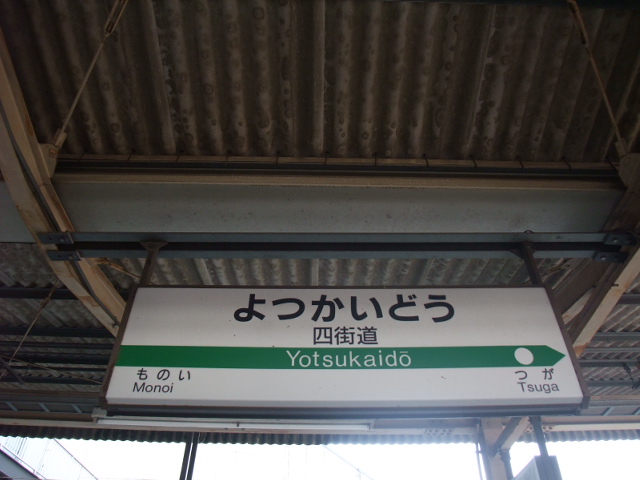 よつかいどう
四街道
Yotsukaidō
ものい つが
Monoi Tsuga